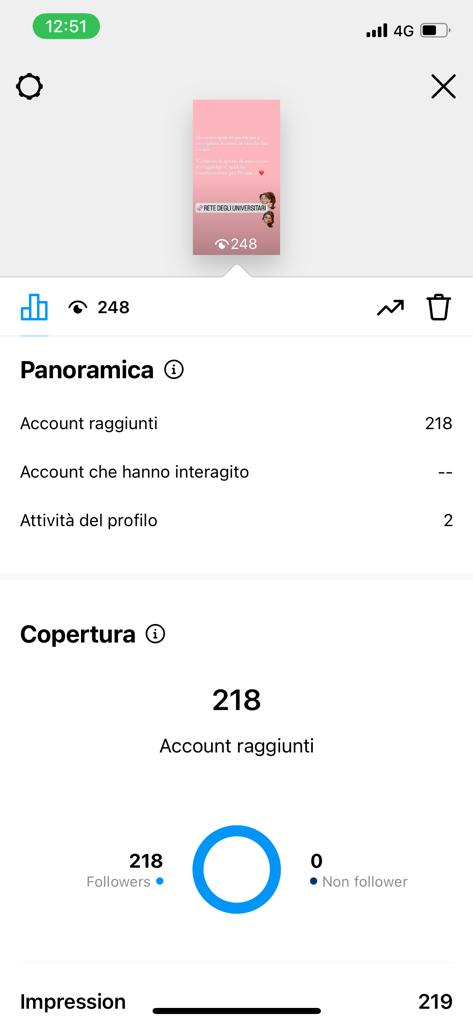 12:51
4G
RETE DEGLI UNIVERSITARI
248
248
Panoramica
Account raggiunti 218
Account che hanno interagito --
Attività del profilo 2
Copertura
218
Account raggiunti
218 0
Followers Non follower
Impression 219